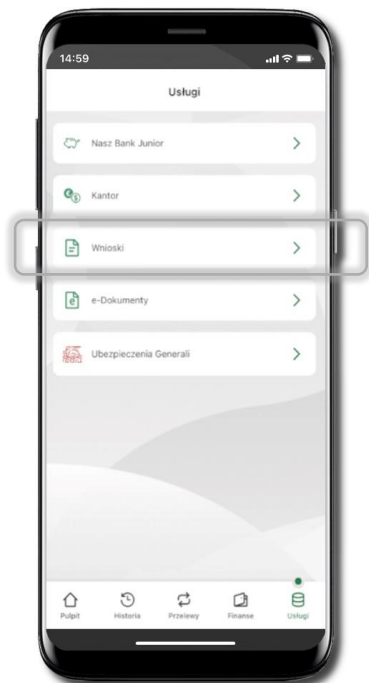 14:59
Usługi
Nasz Bank Junior
Kantor
Wnioski
e-Dokumenty
Ubezpieczenia Generali
Pulpit Historia Przelewy Finanse Usługi